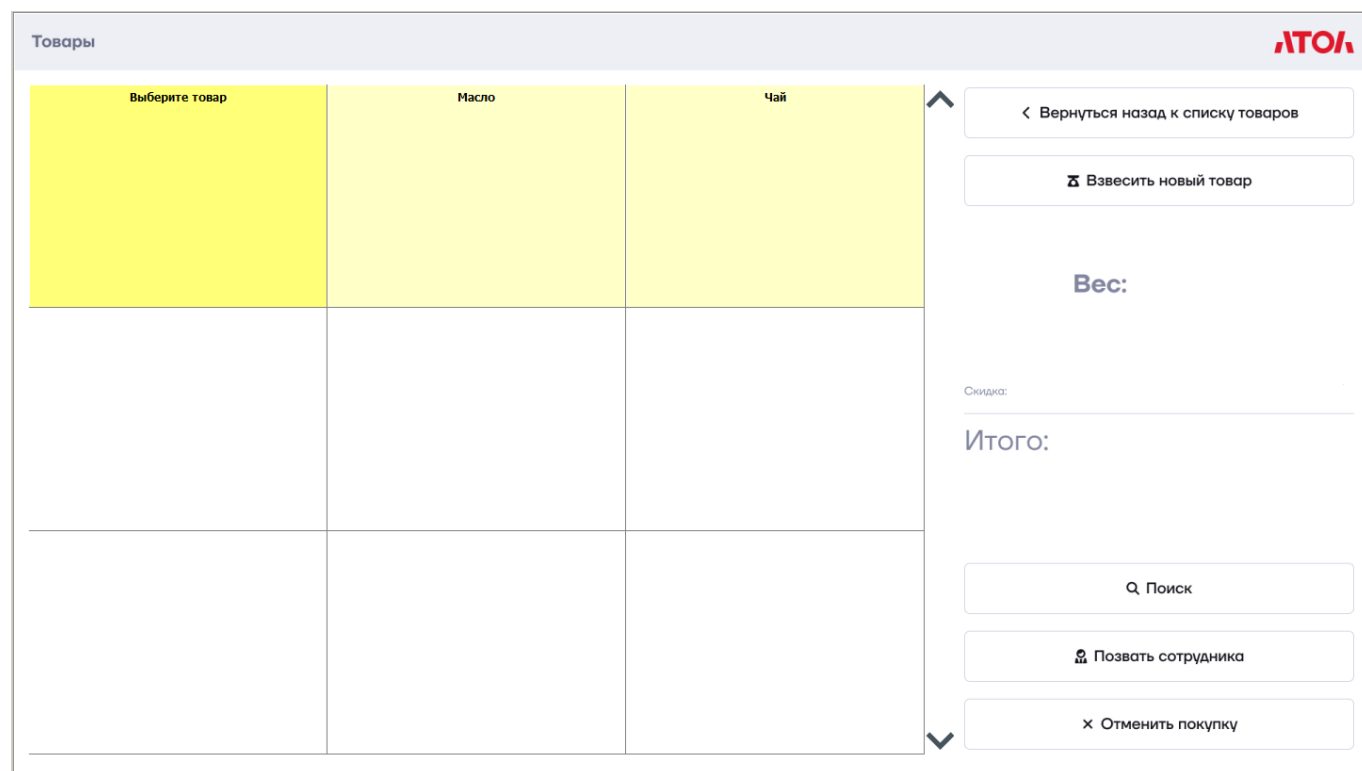 Товары
АТОЛ
Выберите товар
Масло
Чай
Вернуться назад к списку товаров
Взвесить новый товар
Вес:
Скидка:
Итого:
Поиск
Позвать сотрудника
Отменить покупку